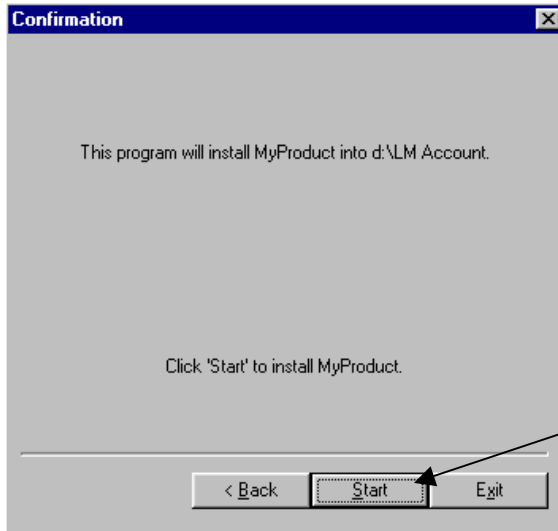 Confirmation
This program will install MyProduct into d:\LM Account.
Click 'Start' to install MyProduct.
< Back
Start
Exit